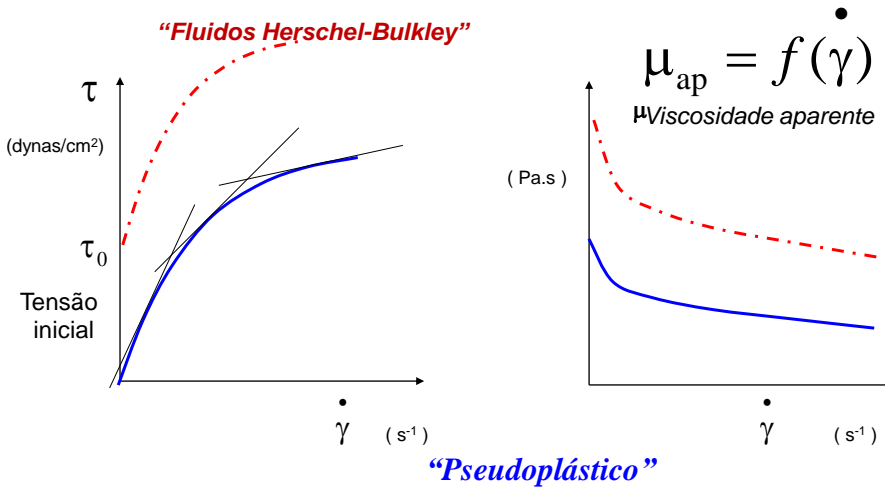 “Fluidos Herschel-Bulkley”
μap = f(γ̇)
τ
μViscosidade aparente
(dynas/cm²)
( Pa.s )
τ0
Tensão
inicial
γ̇ ( s-1 )
γ̇ ( s-1 )
“Pseudoplástico”